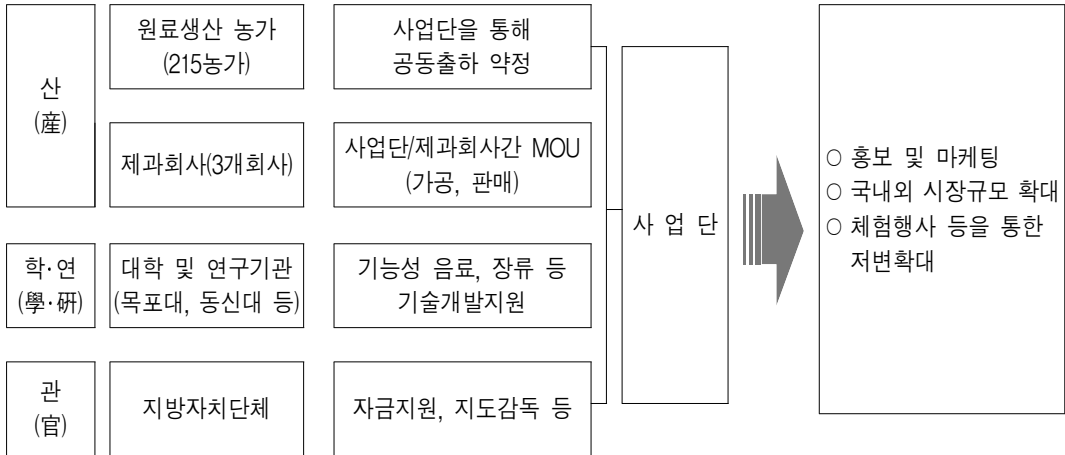 산
(産)
원료생산 농가
(215농가)
사업단을 통해
공동출하 약정
제과회사(3개회사)
사업단/제과회사간 MOU
(가공, 판매)
학·연
(學·硏)
대학 및 연구기관
(목포대, 동신대 등)
기능성 음료, 장류 등
기술개발지원
관
(官)
지방자치단체
자금지원, 지도감독 등
사 업 단
○ 홍보 및 마케팅
○ 국내외 시장규모 확대
○ 체험행사 등을 통한
저변확대